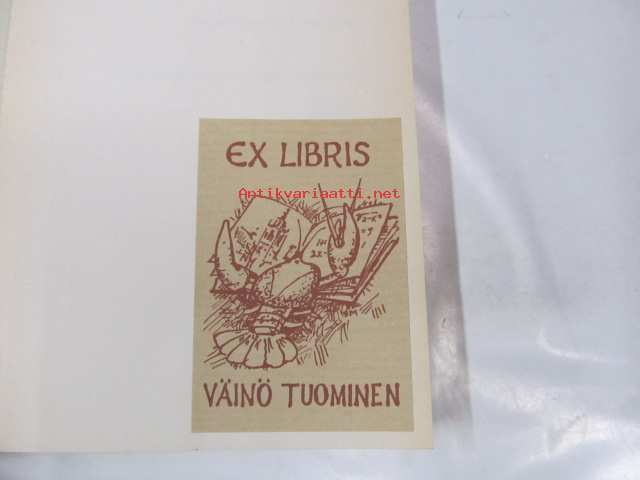 EX LIBRIS
Antikvariaatti.net
VÄINÖ TUOMINEN